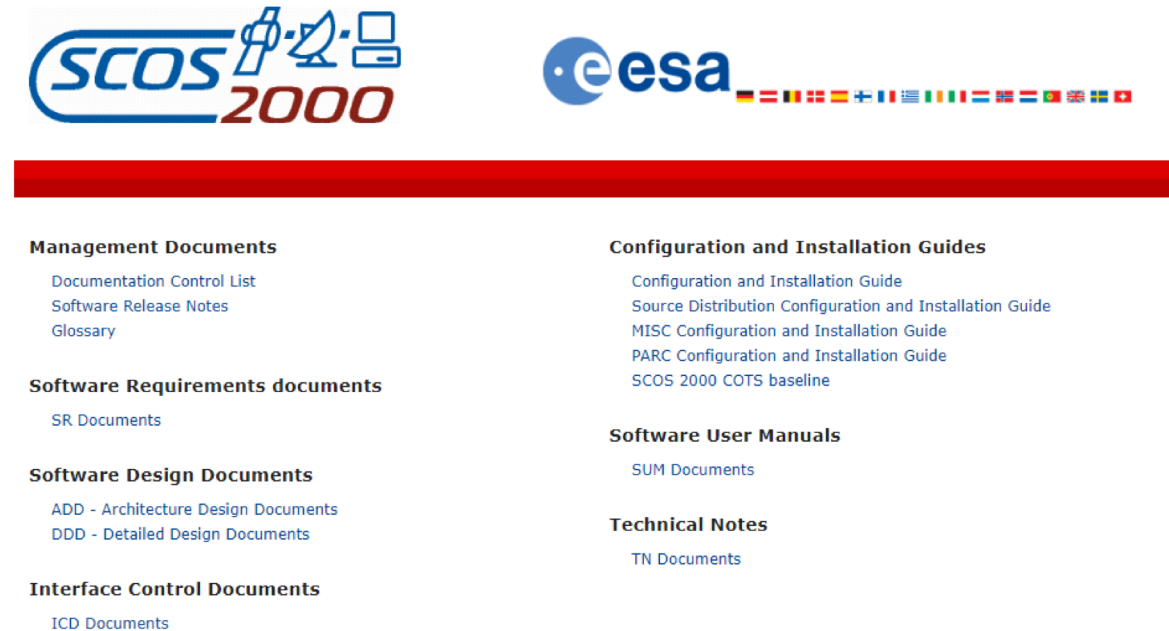 SCOS
2000
esa
Management Documents
Documentation Control List
Software Release Notes
Glossary
Software Requirements documents
SR Documents
Software Design Documents
ADD - Architecture Design Documents
DDD - Detailed Design Documents
Interface Control Documents
ICD Documents
Configuration and Installation Guides
Configuration and Installation Guide
Source Distribution Configuration and Installation Guide
MISC Configuration and Installation Guide
PARC Configuration and Installation Guide
SCOS 2000 COTS baseline
Software User Manuals
SUM Documents
Technical Notes
TN Documents